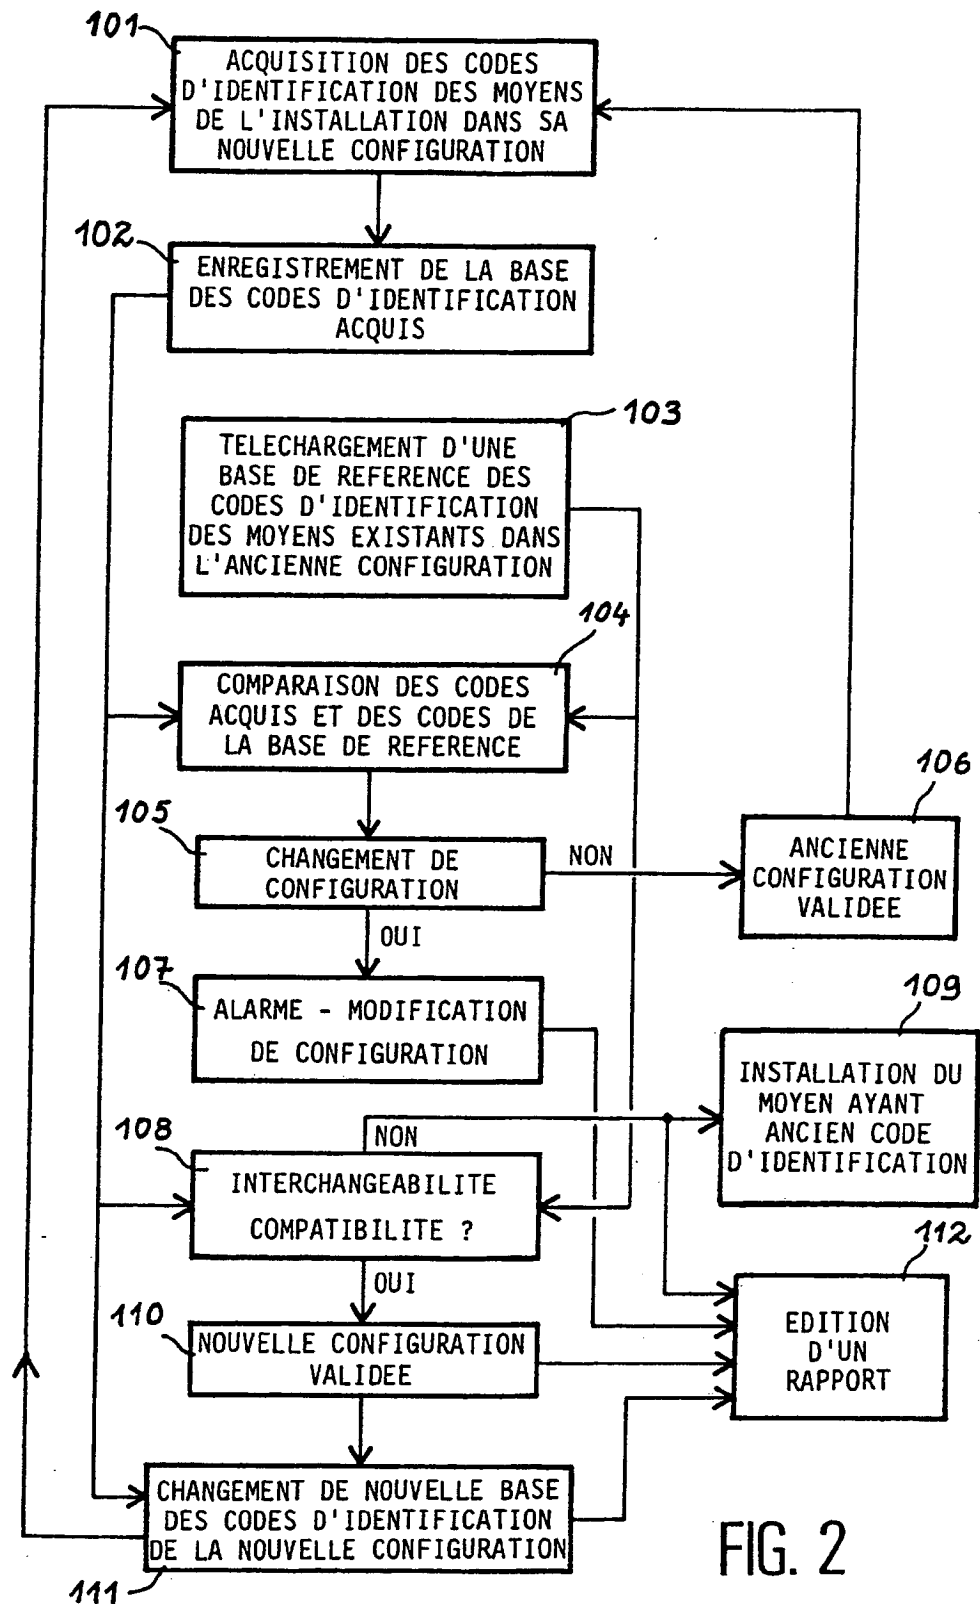 101
ACQUISITION DES CODES
D'IDENTIFICATION DES MOYENS
DE L'INSTALLATION DANS SA
NOUVELLE CONFIGURATION
102
ENREGISTREMENT DE LA BASE
DES CODES D'IDENTIFICATION
ACQUIS
103
TELECHARGEMENT D'UNE
BASE DE REFERENCE DES
CODES D'IDENTIFICATION
DES MOYENS EXISTANTS DANS
L'ANCIENNE CONFIGURATION
104
COMPARAISON DES CODES
ACQUIS ET DES CODES DE
LA BASE DE REFERENCE
105
CHANGEMENT DE
CONFIGURATION
NON
106
ANCIENNE
CONFIGURATION
VALIDEE
OUI
107
ALARME - MODIFICATION
DE CONFIGURATION
109
INSTALLATION DU
MOYEN AYANT
ANCIEN CODE
D'IDENTIFICATION
108
NON
INTERCHANGEABILITE
COMPATIBILITE ?
OUI
112
EDITION
D'UN
RAPPORT
110
NOUVELLE CONFIGURATION
VALIDEE
CHANGEMENT DE NOUVELLE BASE
DES CODES D'IDENTIFICATION
DE LA NOUVELLE CONFIGURATION
111
FIG. 2